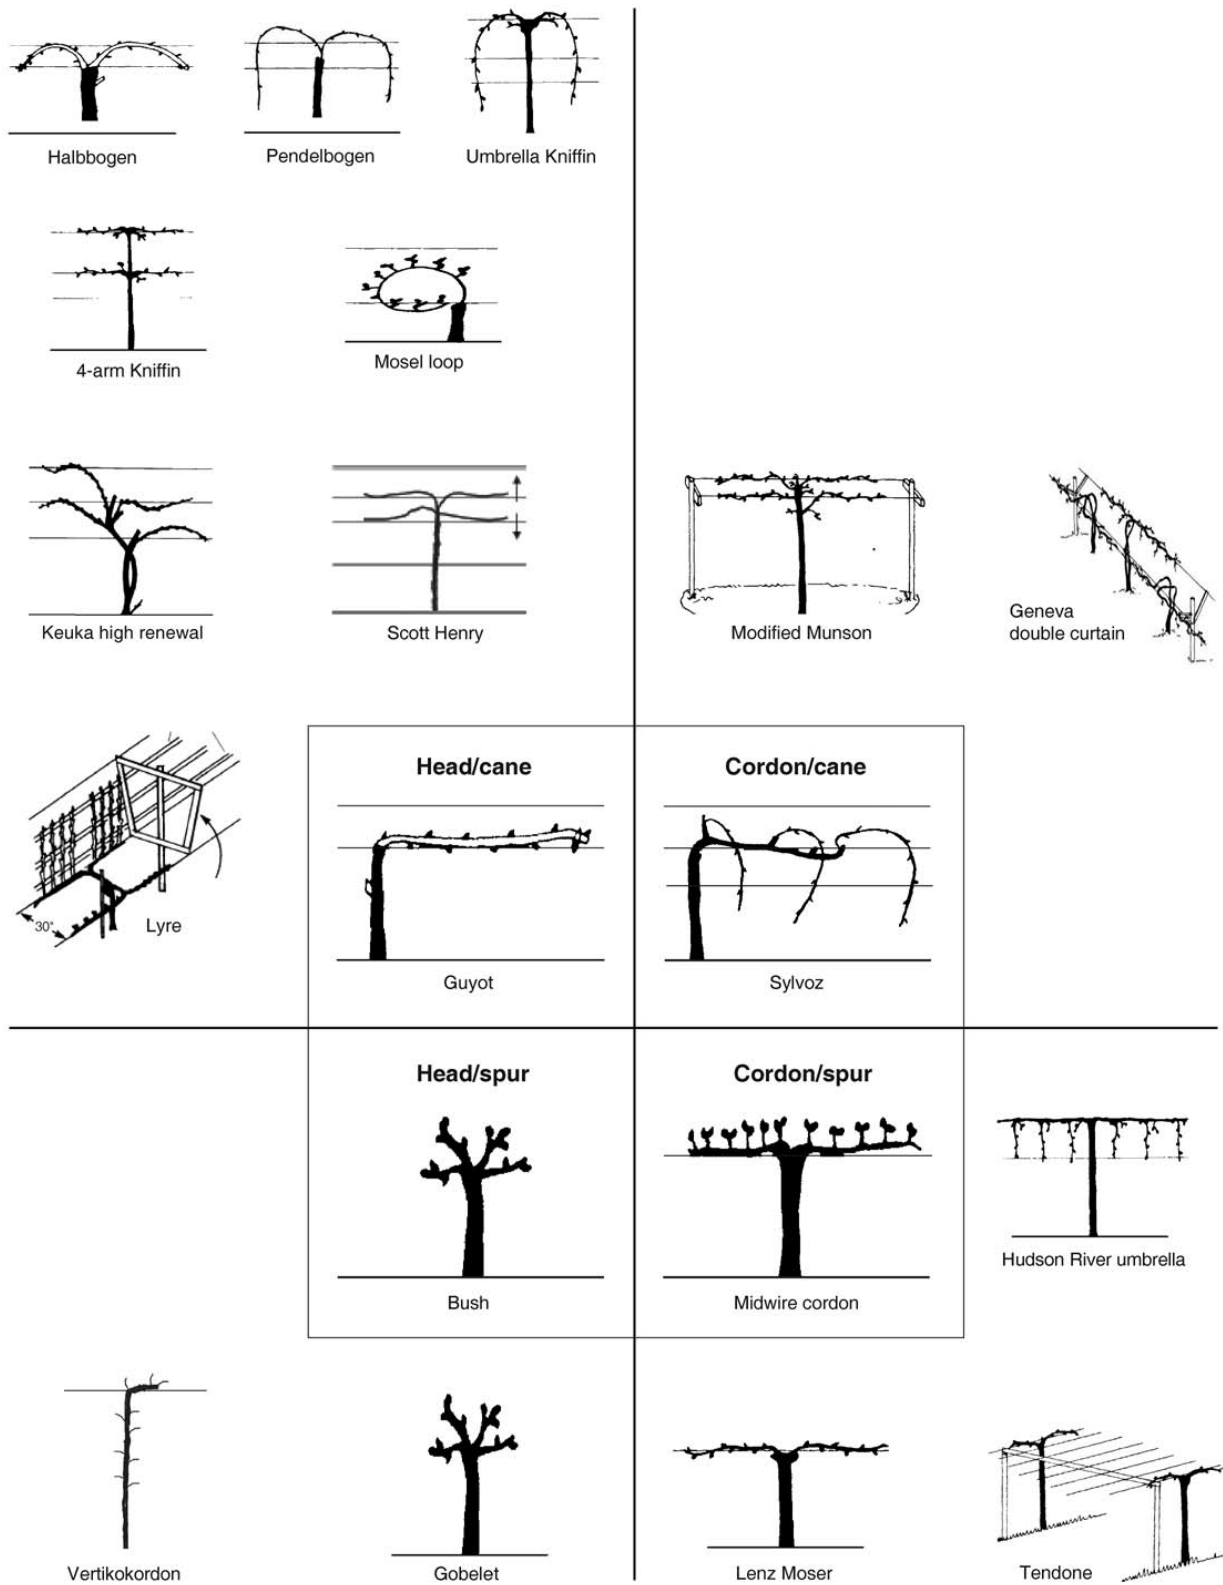 Halbbogen
Pendelbogen
Umbrella Kniffin
4-arm Kniffin
Mosel loop
Keuka high renewal
Scott Henry
Modified Munson
Geneva
double curtain
30°
Lyre
Head/cane
Guyot
Cordon/cane
Sylvoz
Head/spur
Bush
Cordon/spur
Midwire cordon
Hudson River umbrella
Vertikokordon
Gobelet
Lenz Moser
Tendone